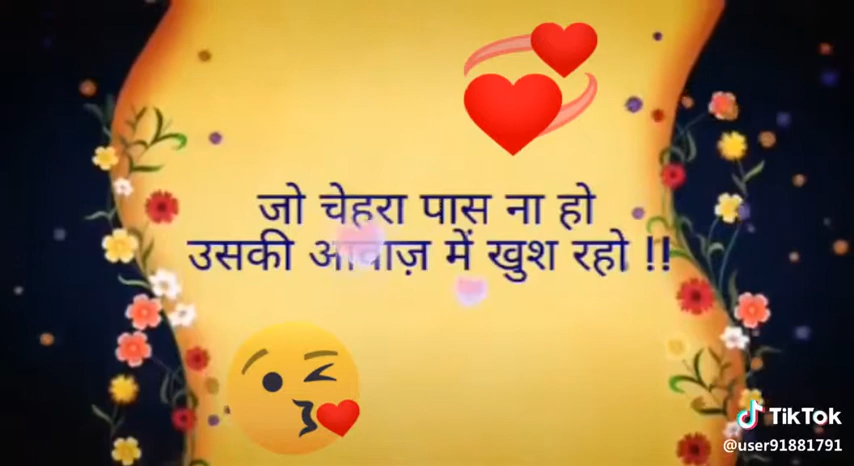 जो चेहरा पास ना हो
उसकी आवाज़ में खुश रहो !!
TikTok
@user91881791